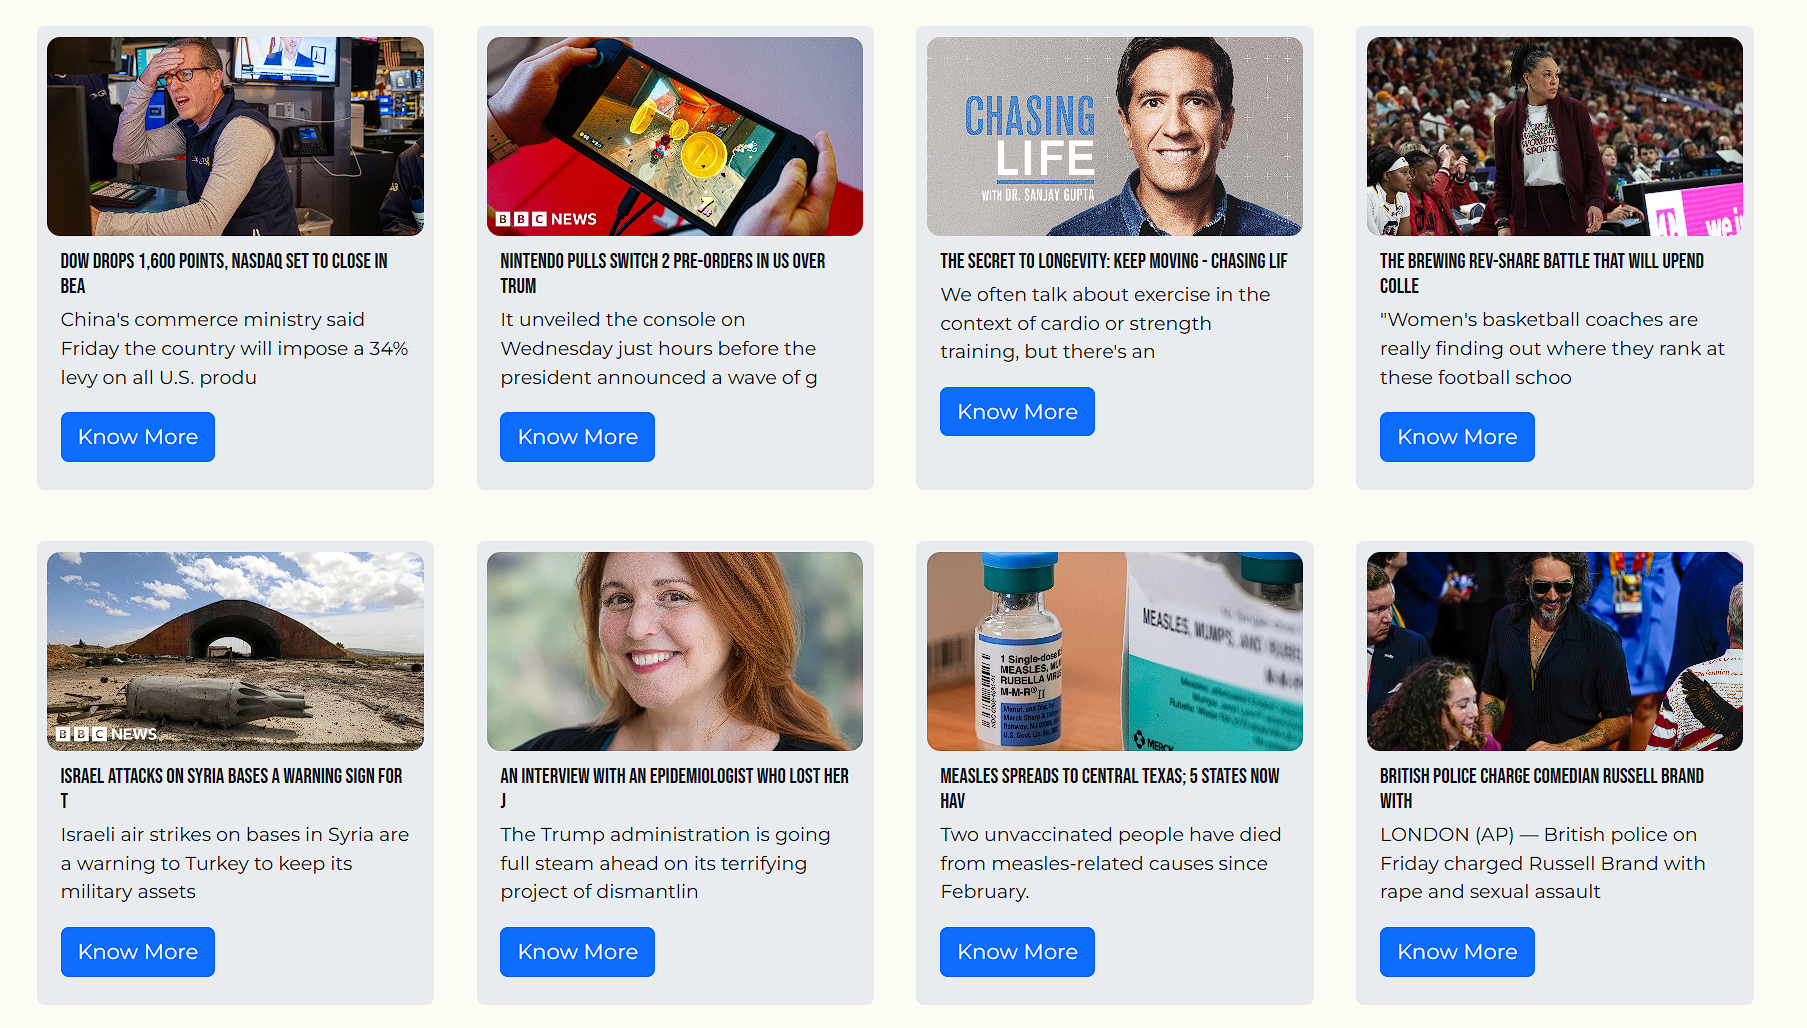 CHASING
LIFE
WITH DR. SANJAY GUPTA
WOMEN
SPORTS
BBC NEWS
we
DOW DROPS 1,600 POINTS, NASDAQ SET TO CLOSE IN
BEA
China's commerce ministry said
Friday the country will impose a 34%
levy on all U.S. produ
Know More
NINTENDO PULLS SWITCH 2 PRE-ORDERS IN US OVER
TRUM
It unveiled the console on
Wednesday just hours before the
president announced a wave of g
Know More
THE SECRET TO LONGEVITY: KEEP MOVING - CHASING LIF
We often talk about exercise in the
context of cardio or strength
training, but there's an
Know More
THE BREWING REV-SHARE BATTLE THAT WILL UPEND
COLLE
"Women's basketball coaches are
really finding out where they rank at
these football schoo
Know More
BBC NEWS
ISRAEL ATTACKS ON SYRIA BASES A WARNING SIGN FOR
T
Israeli air strikes on bases in Syria are
a warning to Turkey to keep its
military assets
Know More
AN INTERVIEW WITH AN EPIDEMIOLOGIST WHO LOST HER
J
The Trump administration is going
full steam ahead on its terrifying
project of dismantlin
Know More
1 Single-dose
MEASLES, MU
RUBELLA VIRU
M-M-R® II
MEASLES, MUMPS, AND
MERCK
MEASLES SPREADS TO CENTRAL TEXAS; 5 STATES NOW
HAV
Two unvaccinated people have died
from measles-related causes since
February.
Know More
BRITISH POLICE CHARGE COMEDIAN RUSSELL BRAND
WITH
LONDON (AP) — British police on
Friday charged Russell Brand with
rape and sexual assault
Know More